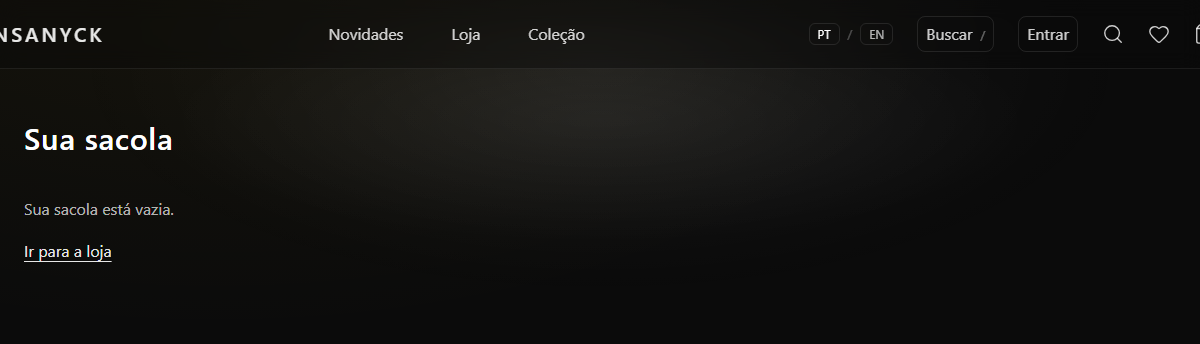 NSANYCK
Novidades Loja Coleção PT / EN Buscar / Entrar
Sua sacola
Sua sacola está vazia.
Ir para a loja